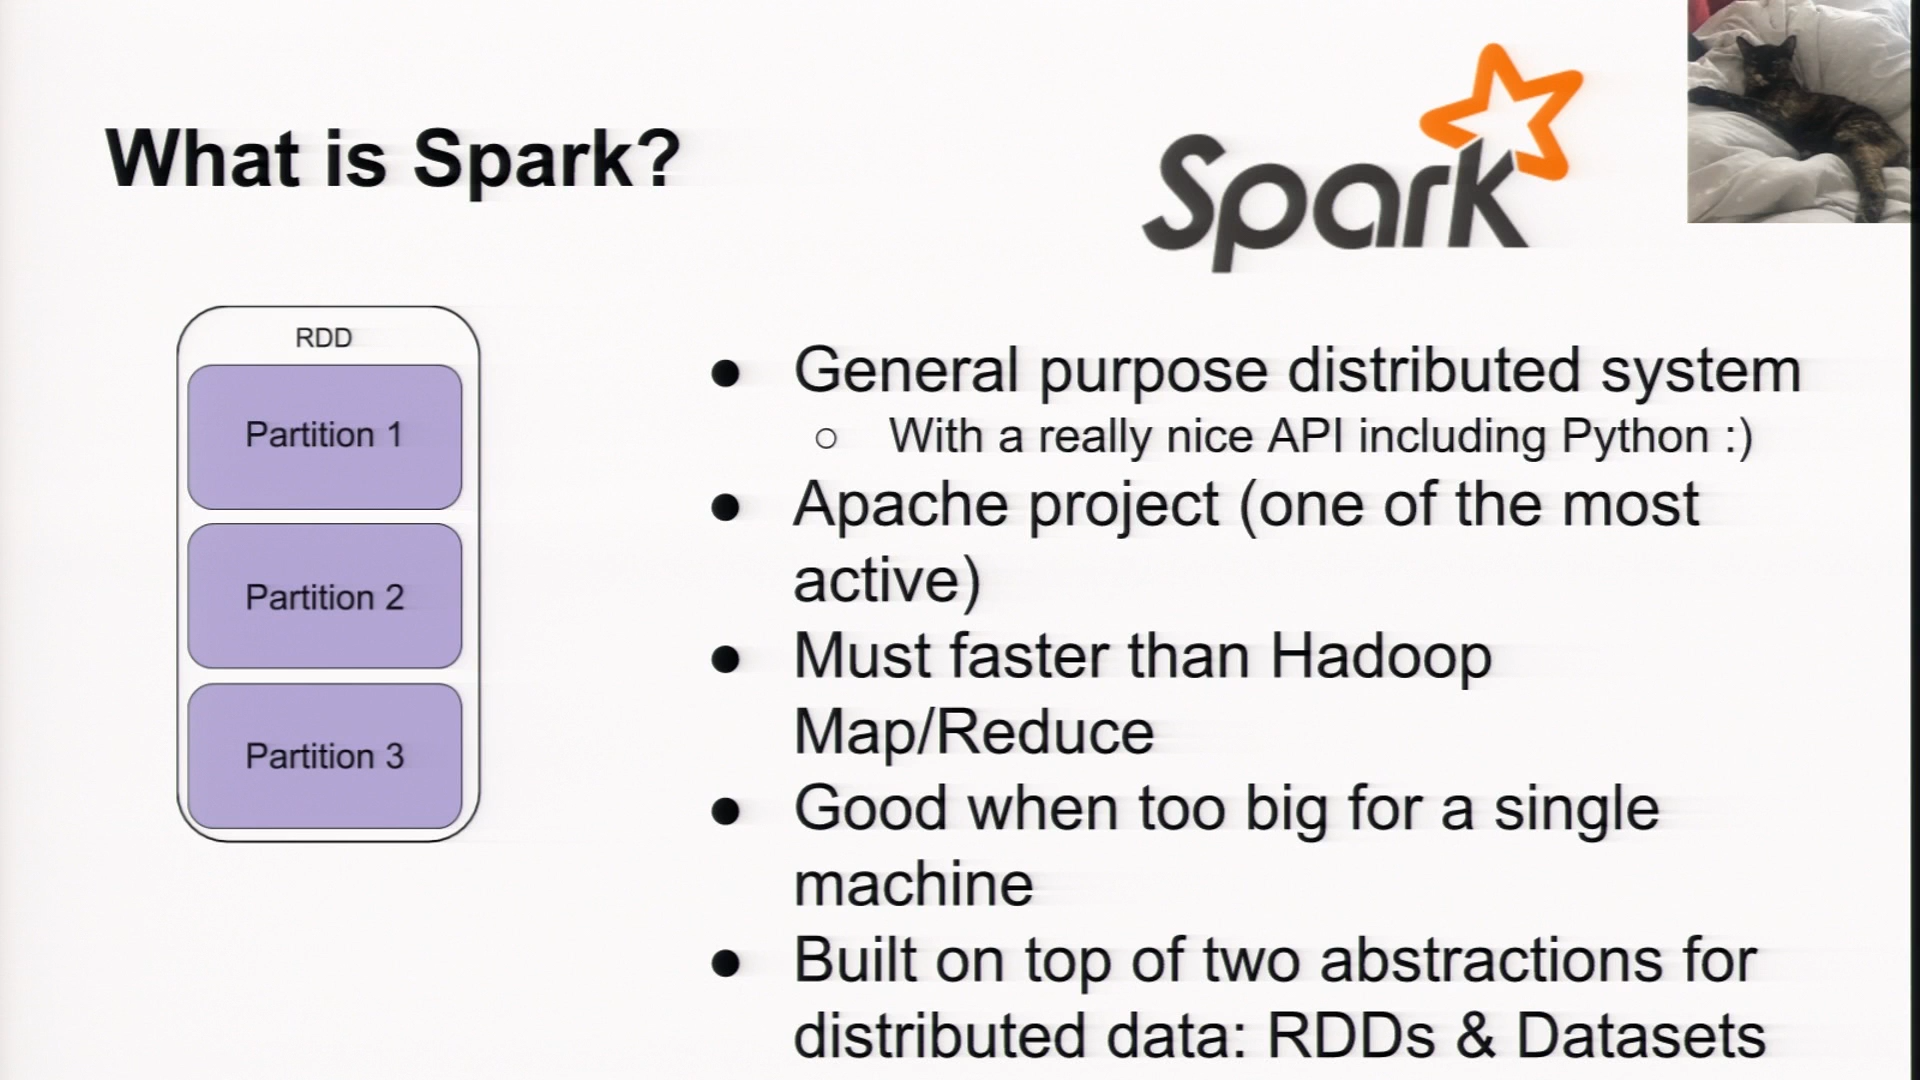 What is Spark?
Spark
RDD
Partition 1
Partition 2
Partition 3
● General purpose distributed system
○ With a really nice API including Python :)
● Apache project (one of the most
active)
● Must faster than Hadoop
Map/Reduce
● Good when too big for a single
machine
● Built on top of two abstractions for
distributed data: RDDs & Datasets